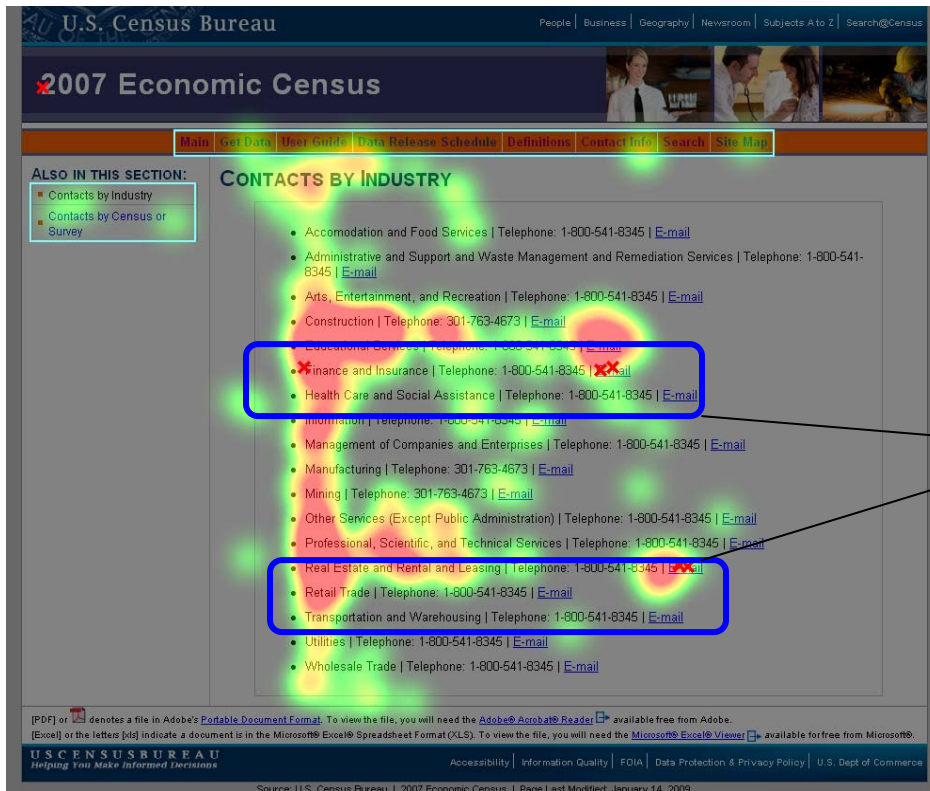 U.S. Census Bureau
People | Business | Geography | Newsroom | Subjects A to Z | Search@Census
2007 Economic Census
Main Get Data User Guide Data Release Schedule Definitions Contact Info Search Site Map
ALSO IN THIS SECTION:
Contacts by Industry
Contacts by Census or
Survey
CONTACTS BY INDUSTRY
Accomodation and Food Services | Telephone: 1-800-541-8345 | E-mail
Administrative and Support and Waste Management and Remediation Services | Telephone: 1-800-541-
8345 | E-mail
Arts, Entertainment, and Recreation | Telephone: 1-800-541-8345 | E-mail
Construction | Telephone: 301-763-4673 | E-mail
Educational Services | Telephone: 1-800-541-8345 | E-mail
Finance and Insurance | Telephone: 1-800-541-8345 | E-mail
Health Care and Social Assistance | Telephone: 1-800-541-8345 | E-mail
Information | Telephone: 1-800-541-8345 | E-mail
Management of Companies and Enterprises | Telephone: 1-800-541-8345 | E-mail
Manufacturing | Telephone: 301-763-4673 | E-mail
Mining | Telephone: 301-763-4673 | E-mail
Other Services (Except Public Administration) | Telephone: 1-800-541-8345 | E-mail
Professional, Scientific, and Technical Services | Telephone: 1-800-541-8345 | E-mail
Real Estate and Rental and Leasing | Telephone: 1-800-541-8345 | E-mail
Retail Trade | Telephone: 1-800-541-8345 | E-mail
Transportation and Warehousing | Telephone: 1-800-541-8345 | E-mail
Utilities | Telephone: 1-800-541-8345 | E-mail
Wholesale Trade | Telephone: 1-800-541-8345 | E-mail
[PDF] or denotes a file in Adobe's Portable Document Format. To view the file, you will need the Adobe® Acrobat® Reader available free from Adobe.
[Excel] or the letters [xls] indicate a document is in the Microsoft® Excel® Spreadsheet Format (XLS). To view the file, you will need the Microsoft® Excel® Viewer available for free from Microsoft®.
USCENSUSBUREAU
Helping You Make Informed Decisions
Accessibility | Information Quality | FOIA | Data Protection & Privacy Policy | U.S. Dept of Commerce
Source: U.S. Census Bureau | 2007 Economic Census | Page Last Modified: January 14, 2009